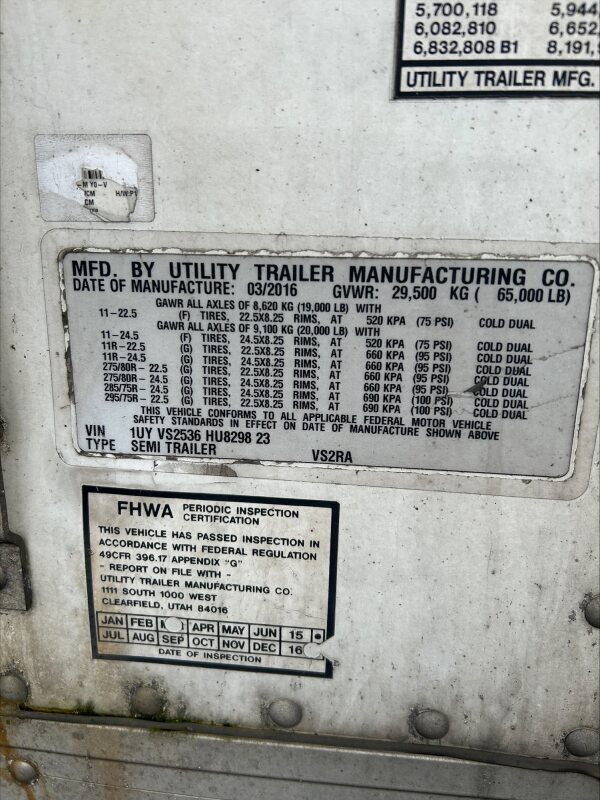 5,700,118 5,944,
6,082,810 6,652,
6,832,808 B1 8,191,
UTILITY TRAILER MFG.
-M YO-V
ICM H/W:P1
CM
MFD. BY UTILITY TRAILER MANUFACTURING CO.
DATE OF MANUFACTURE: 03/2016 GVWR: 29,500 KG ( 65,000 LB)
GAWR ALL AXLES OF 8,620 KG (19,000 LB) WITH
11-22.5 (F) TIRES, 22.5X8.25 RIMS, AT 520 KPA (75 PSI) COLD DUAL
GAWR ALL AXLES OF 9,100 KG (20,000 LB) WITH
11-24.5 (F) TIRES, 24.5X8.25 RIMS, AT 520 KPA (75 PSI) COLD DUAL
11R-22.5 (G) TIRES, 22.5X8.25 RIMS, AT 660 KPA (95 PSI) COLD DUAL
11R-24.5 (G) TIRES, 24.5X8.25 RIMS, AT 660 KPA (95 PSI) COLD DUAL
275/80R-22.5 (G) TIRES, 22.5X8.25 RIMS, AT 660 KPA (95 PSI) COLD DUAL
275/80R-24.5 (G) TIRES, 24.5X8.25 RIMS, AT 660 KPA (95 PSI) COLD DUAL
285/75R-24.5 (G) TIRES, 24.5X8.25 RIMS, AT 690 KPA (100 PSI) COLD DUAL
295/75R-22.5 (G) TIRES, 22.5X8.25 RIMS, AT 690 KPA (100 PSI) COLD DUAL
THIS VEHICLE CONFORMS TO ALL APPLICABLE FEDERAL MOTOR VEHICLE
SAFETY STANDARDS IN EFFECT ON DATE OF MANUFACTURE SHOWN ABOVE
VIN 1UY VS2536 HU8298 23
TYPE SEMI TRAILER VS2RA
FHWA PERIODIC INSPECTION
CERTIFICATION
THIS VEHICLE HAS PASSED INSPECTION IN
ACCORDANCE WITH FEDERAL REGULATION
49CFR 396.17 APPENDIX "G"
- REPORT ON FILE WITH -
UTILITY TRAILER MANUFACTURING CO.
1111 SOUTH 1000 WEST
CLEARFIELD, UTAH 84016
JAN FEB APR MAY JUN 15
JUL AUG SEP OCT NOV DEC 16
DATE OF INSPECTION